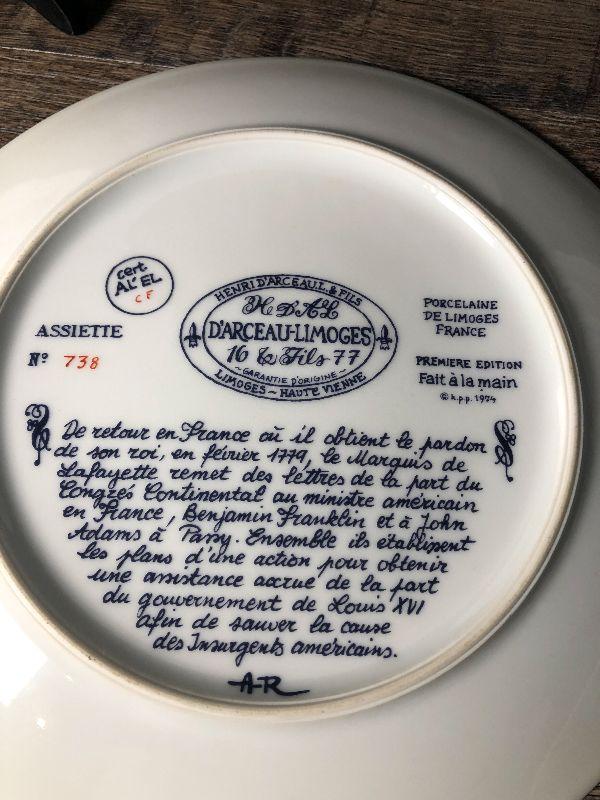 cert
AL' EL
CF
ASSIETTE
Nº 738
HENRI D'ARCEAU L. & FILS
H D'A L
D'ARCEAU-LIMOGES
16 & Fils 77
~GARANTIE D'ORIGINE~
LIMOGES ~ HAUTE VIENNE
PORCELAINE
DE LIMOGES
FRANCE
PREMIERE EDITION
Fait à la main
© k.p.p. 1974
De retour en France où il obtient le pardon
de son roi, en février 1779, le Marquis de
Lafayette remet des lettres de la part du
Congrès Continental au ministre américain
en France, Benjamin Franklin et à John
Adams à Passy. Ensemble ils établissent
les plans d'une action pour obtenir
une assistance accrue de la part
du gouvernement de Louis XVI
afin de sauver la cause
des Insurgents américains.
A-R